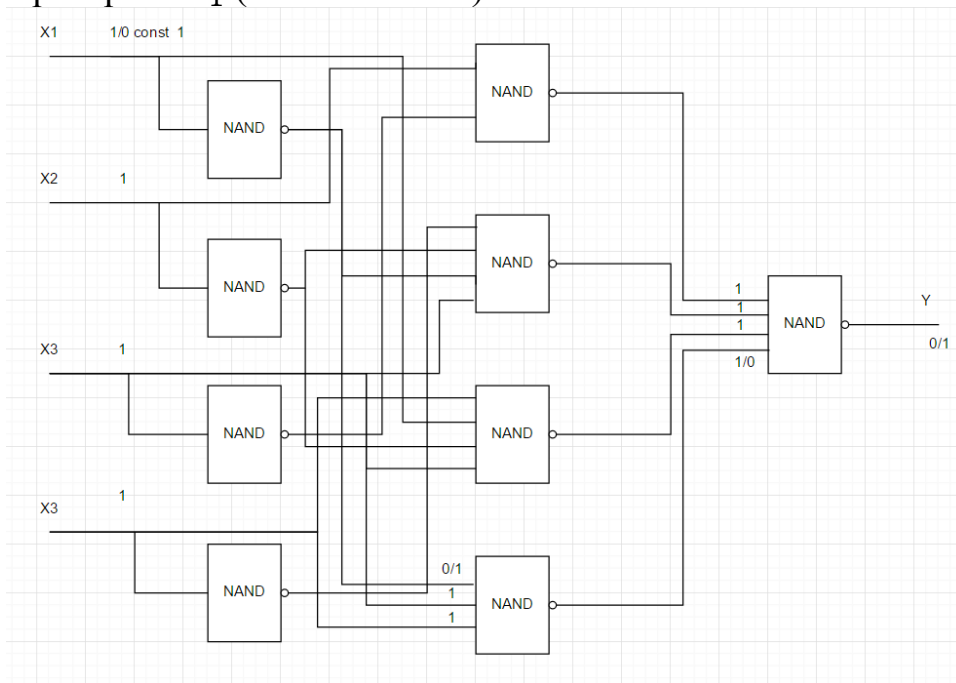 X1 1/0 const 1
NAND
NAND
X2 1
NAND
NAND
1
1
1
1/0
NAND
Y
0/1
X3 1
NAND
NAND
X3 1
NAND
0/1
1
1
NAND